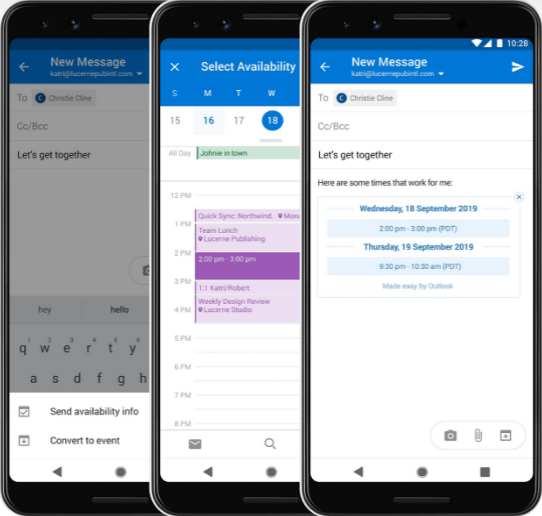 New Message
katri@lucernepubintl.com
To
C
Christie Cline
Cc/Bcc
Let's get together
hey
hello
1
2
3
4
5
6
q w e r t y
a s d f g h
Send availability info
Convert to event
Select Availability
S M T W
15 16 17 18
All Day
Johnie in town
12 PM
Quick Sync: Northwind.
1 PM
Team Lunch
Lucerne Publishing
2 PM
2:00 pm - 3:00 pm
3 PM
1:1 Katri/Robert
Weekly Design Review
4 PM
Lucerne Studio
5 PM
6 PM
7 PM
8 PM
10:28
New Message
katri@lucernepubintl.com
To
C
Christie Cline
Cc/Bcc
Let's get together
Here are some times that work for me:
Wednesday, 18 September 2019
2:00 pm - 3:00 pm (PDT)
Thursday, 19 September 2019
9:30 pm - 10:30 am (PDT)
Made easy by Outlook